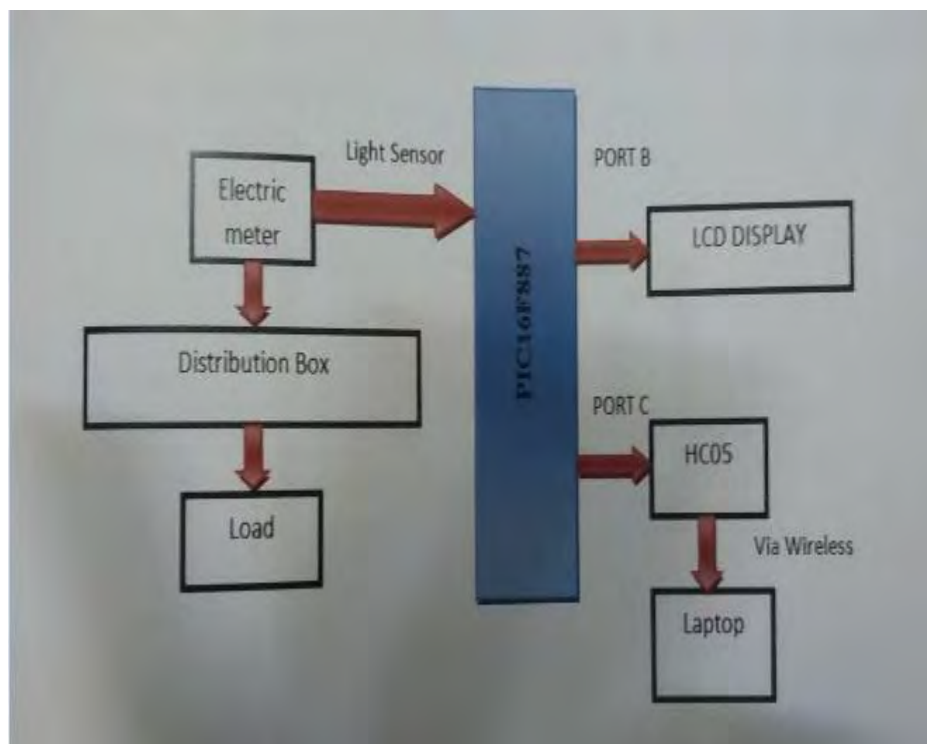 Light Sensor
PORT B
Electric
meter
LCD DISPLAY
PIC16F887
Distribution Box
PORT C
HC05
Load
Via Wireless
Laptop